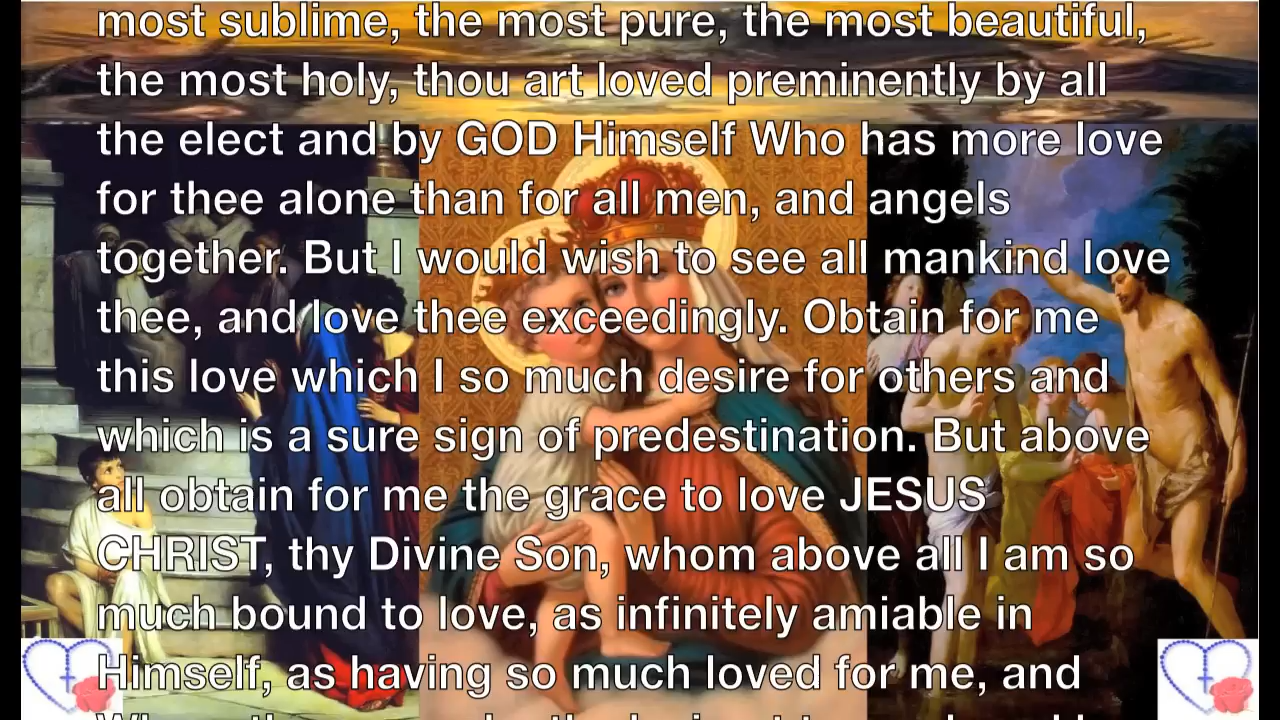 most sublime, the most pure, the most beautiful,
the most holy, thou art loved preminently by all
the elect and by GOD Himself Who has more love
for thee alone than for all men, and angels
together. But I would wish to see all mankind love
thee, and love thee exceedingly. Obtain for me
this love which I so much desire for others and
which is a sure sign of predestination. But above
all obtain for me the grace to love JESUS
CHRIST, thy Divine Son, whom above all I am so
much bound to love, as infinitely amiable in
Himself, as having so much loved for me, and